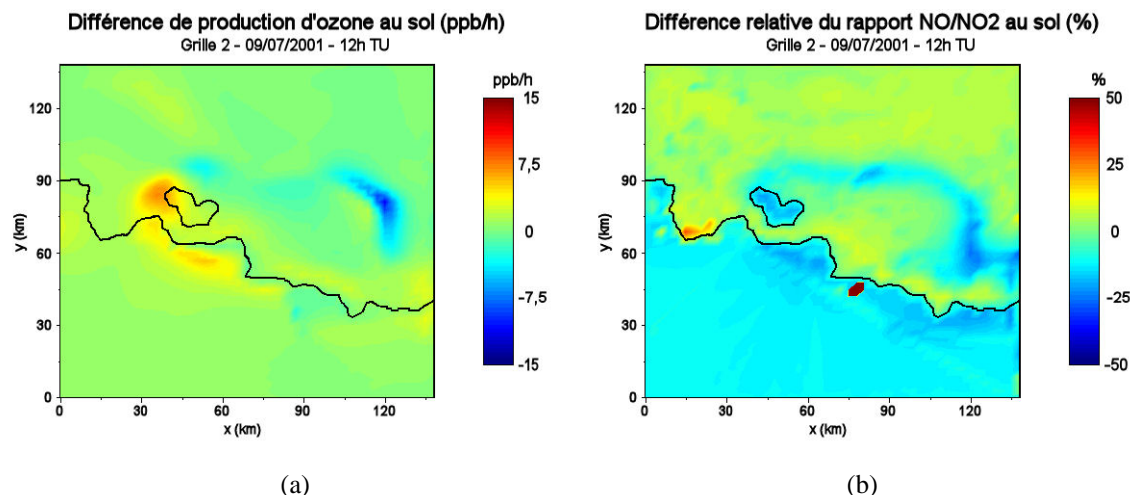 Différence de production d'ozone au sol (ppb/h)
Grille 2 - 09/07/2001 - 12h TU
ppb/h
15
7,5
0
-7,5
-15
120
90
60
30
0
y (km)
0
30
60
90
120
x (km)
(a)
Différence relative du rapport NO/NO2 au sol (%)
Grille 2 - 09/07/2001 - 12h TU
%
50
25
0
-25
-50
120
90
60
30
0
y (km)
0
30
60
90
120
x (km)
(b)